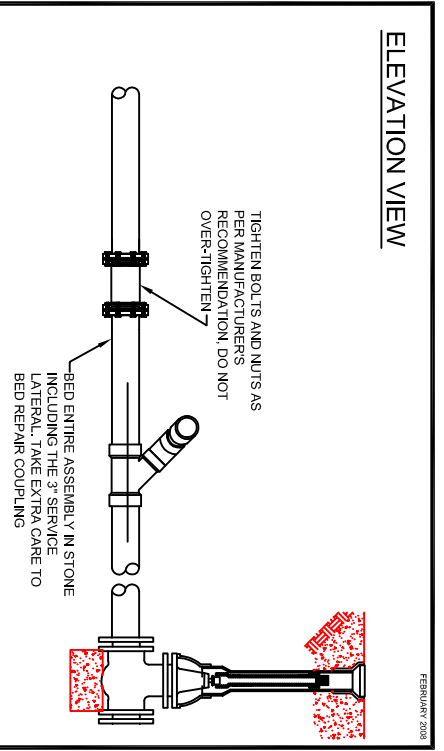 FEBRUARY 2008
ELEVATION VIEW
TIGHTEN BOLTS AND NUTS AS
PER MANUFACTURER'S
RECOMMENDATION, DO NOT
OVER-TIGHTEN
BED ENTIRE ASSEMBLY IN STONE
INCLUDING THE 3" SERVICE
LATERAL. TAKE EXTRA CARE TO
BED REPAIR COUPLING